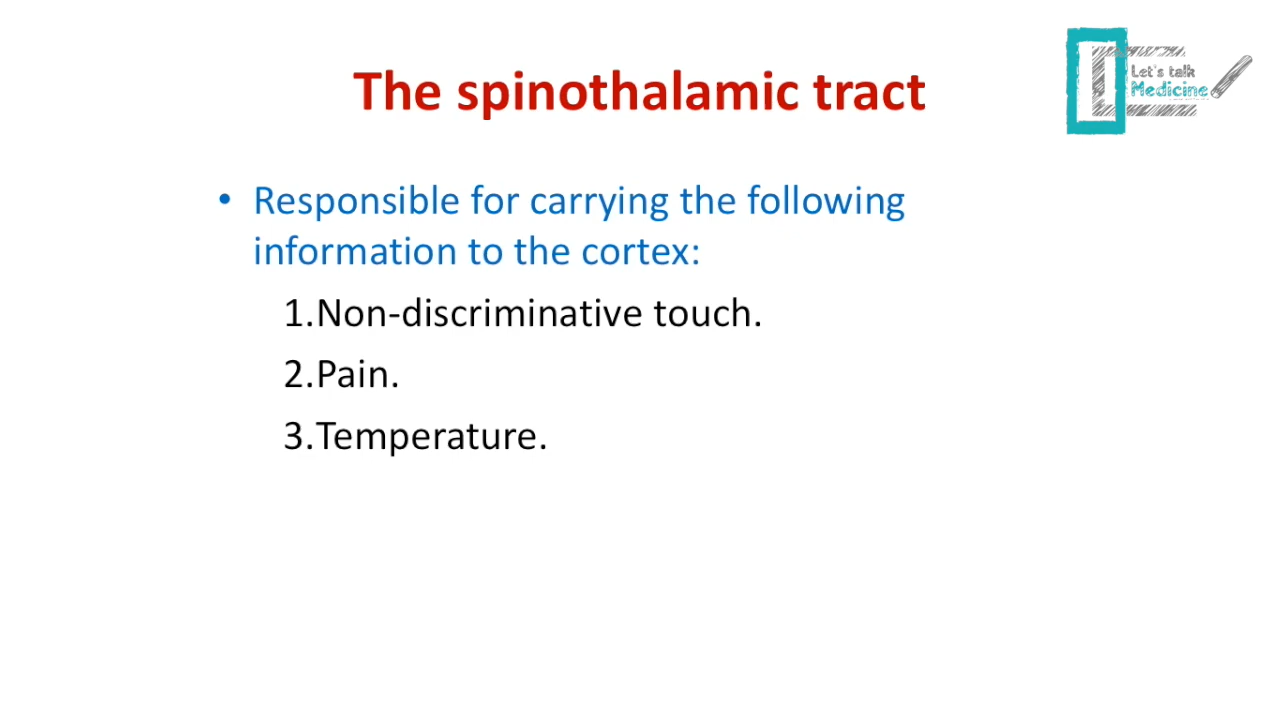 The spinothalamic tract
Let's talk
Medicine
• Responsible for carrying the following
information to the cortex:
1.Non-discriminative touch.
2.Pain.
3.Temperature.